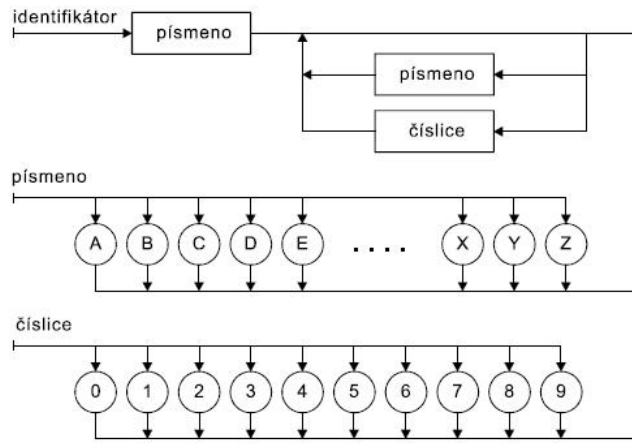 identifikátor
písmeno
písmeno
číslice
písmeno
A B C D E . . . . X Y Z
číslice
0 1 2 3 4 5 6 7 8 9